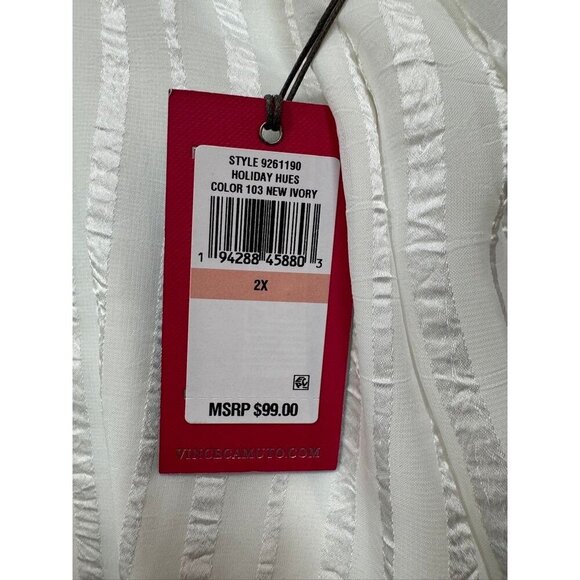 STYLE 9261190
HOLIDAY HUES
COLOR 103 NEW IVORY
1 94288 45880 3
2X
MSRP $99.00
VINCECAMUTO.COM